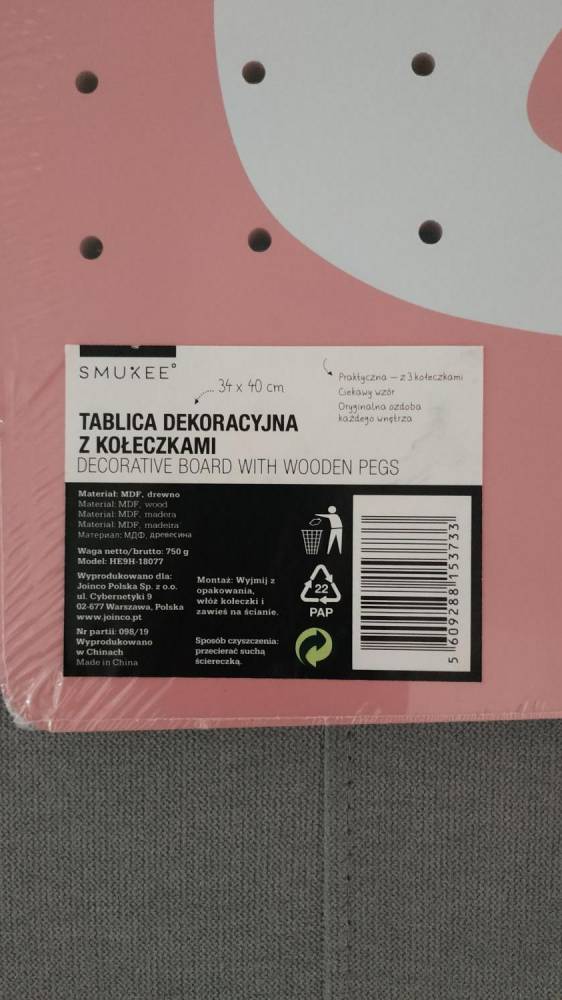 SMUKEE°
34 x 40 cm
Praktyczna – z 3 kołeczkami
Ciekawy wzór
Oryginalna ozdoba
każdego wnętrza
TABLICA DEKORACYJNA
Z KOŁECZKAMI
DECORATIVE BOARD WITH WOODEN PEGS
Materiał: MDF, drewno
Material: MDF, wood
Material: MDF, madera
Material: MDF, madeira
Материал: МДФ, древесина
Waga netto/brutto: 750 g
Model: HE9H-18077
Wyprodukowano dla:
Joinco Polska Sp. z o.o.
ul. Cybernetyki 9
02-677 Warszawa, Polska
www.joinco.pt
Nr partii: 098/19
Wyprodukowano
w Chinach
Made in China
Montaż: Wyjmij z
opakowania,
włóż kołeczki i
zawieś na ścianie.
Sposób czyszczenia:
przecierać suchą
ściereczką.
22
PAP
5 609288 153733